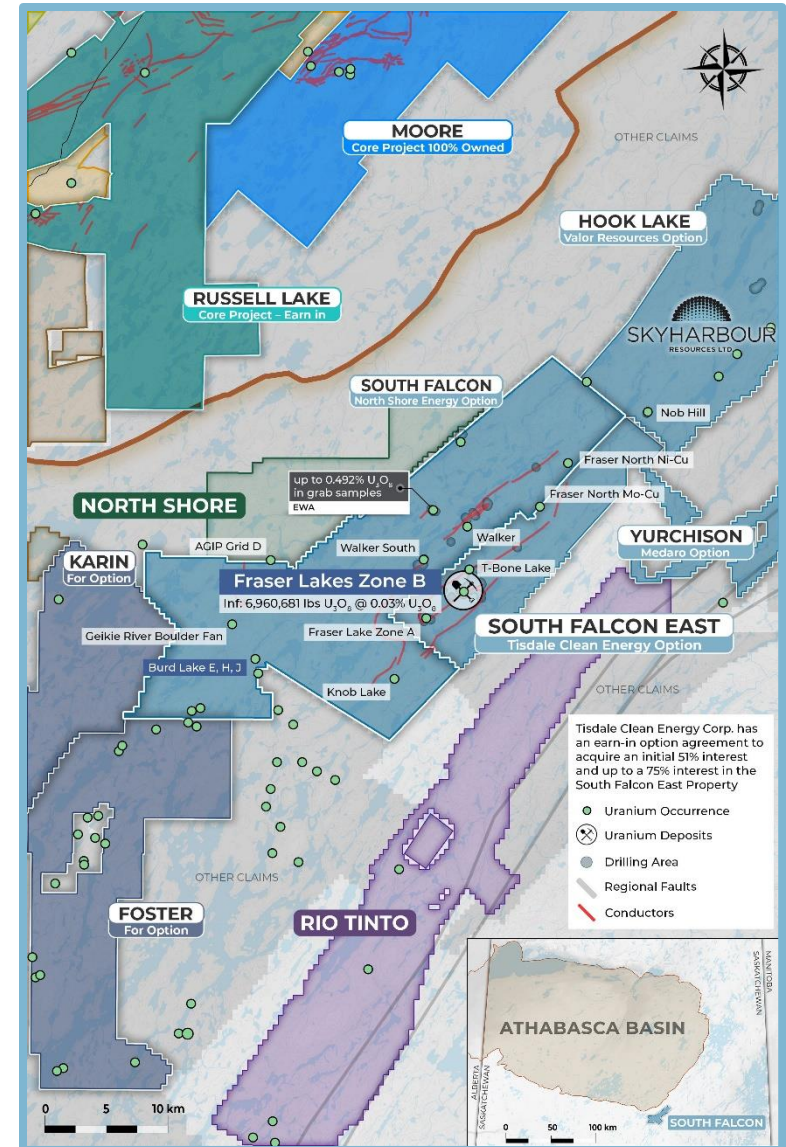 MOORE
Core Project 100% Owned
OTHER CLAIMS
HOOK LAKE
Valor Resources Option
RUSSELL LAKE
Core Project – Earn in
SKYHARBOUR
RESOURCES LTD
SOUTH FALCON
North Shore Energy Option
Nob Hill
Fraser North Ni-Cu
up to 0.492% U₃O₈
in grab samples
EWA
Fraser North Mo-Cu
NORTH SHORE
Walker
YURCHISON
Medaro Option
AGIP Grid D
Walker South
KARIN
For Option
T-Bone Lake
Fraser Lakes Zone B
Inf: 6,960,681 lbs U₃O₈ @ 0.03% U₃O₈
SOUTH FALCON EAST
Tisdale Clean Energy Option
Geikie River Boulder Fan
Fraser Lake Zone A
Burd Lake E, H, J
Knob Lake
OTHER CLAIMS
Tisdale Clean Energy Corp. has
an earn-in option agreement to
acquire an initial 51% interest
and up to a 75% interest in the
South Falcon East Property
Uranium Occurrence
Uranium Deposits
Drilling Area
Regional Faults
Conductors
OTHER CLAIMS
FOSTER
For Option
RIO TINTO
SASKATCHEWAN
MANITOBA
ATHABASCA BASIN
ALBERTA
SASKATCHEWAN
SOUTH FALCON
0 50 100 km
0 5 10 km